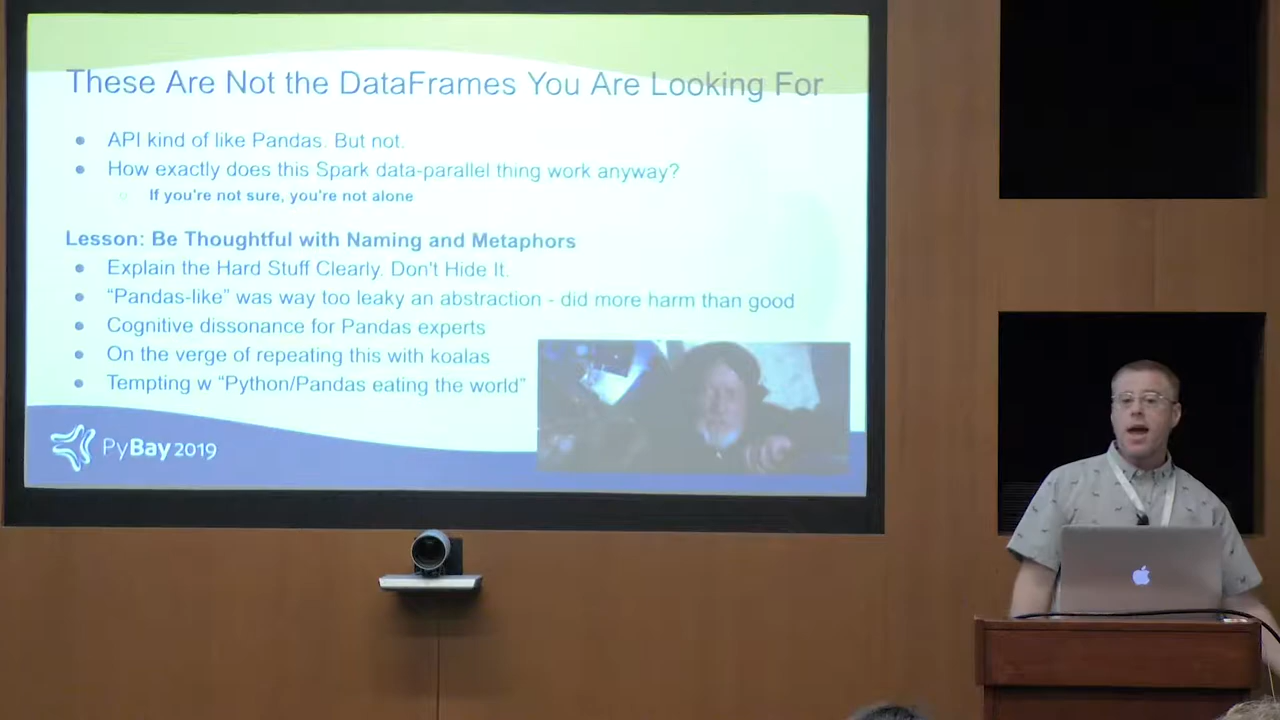 These Are Not the DataFrames You Are Looking For
● API kind of like Pandas. But not.
● How exactly does this Spark data-parallel thing work anyway?
○ If you're not sure, you're not alone
Lesson: Be Thoughtful with Naming and Metaphors
● Explain the Hard Stuff Clearly. Don't Hide It.
● “Pandas-like” was way too leaky an abstraction - did more harm than good
● Cognitive dissonance for Pandas experts
● On the verge of repeating this with koalas
● Tempting w “Python/Pandas eating the world”
PyBay 2019